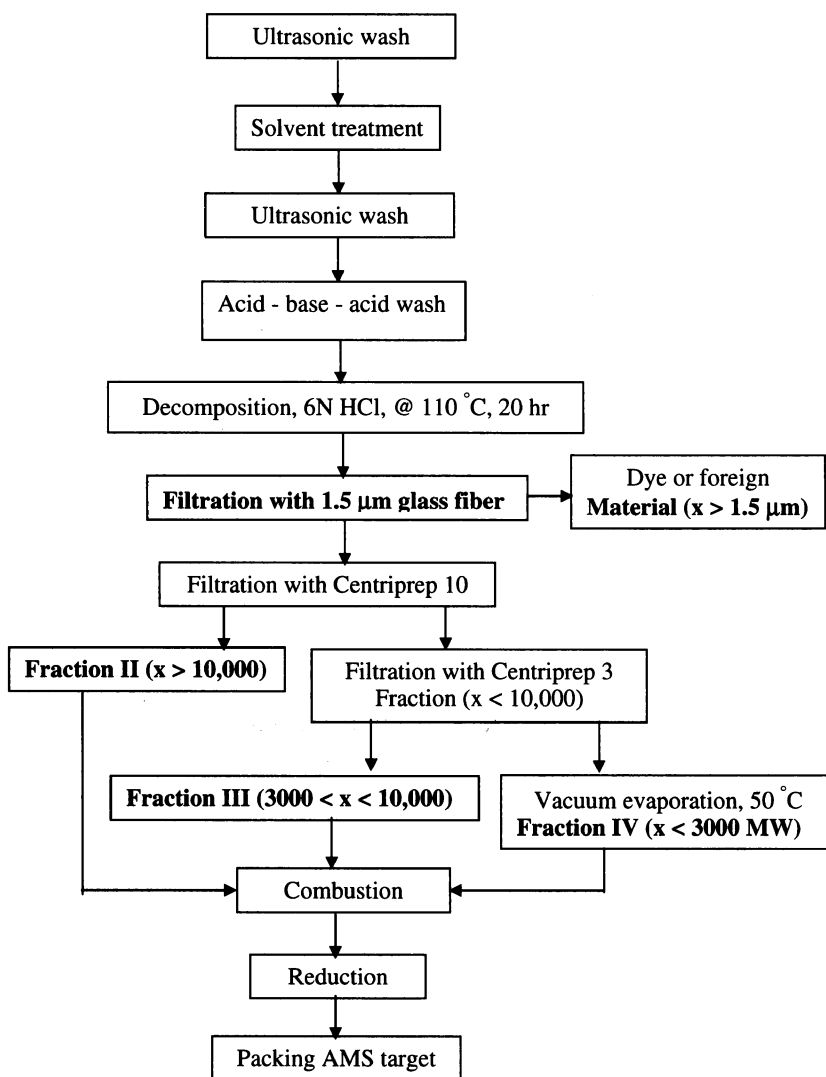 Ultrasonic wash
Solvent treatment
Ultrasonic wash
Acid - base - acid wash
Decomposition, 6N HCl, @ 110 °C, 20 hr
Filtration with 1.5 μm glass fiber
Dye or foreign
Material (x > 1.5 μm)
Filtration with Centriprep 10
Fraction II (x > 10,000)
Filtration with Centriprep 3
Fraction (x < 10,000)
Fraction III (3000 < x < 10,000)
Vacuum evaporation, 50 °C
Fraction IV (x < 3000 MW)
Combustion
Reduction
Packing AMS target